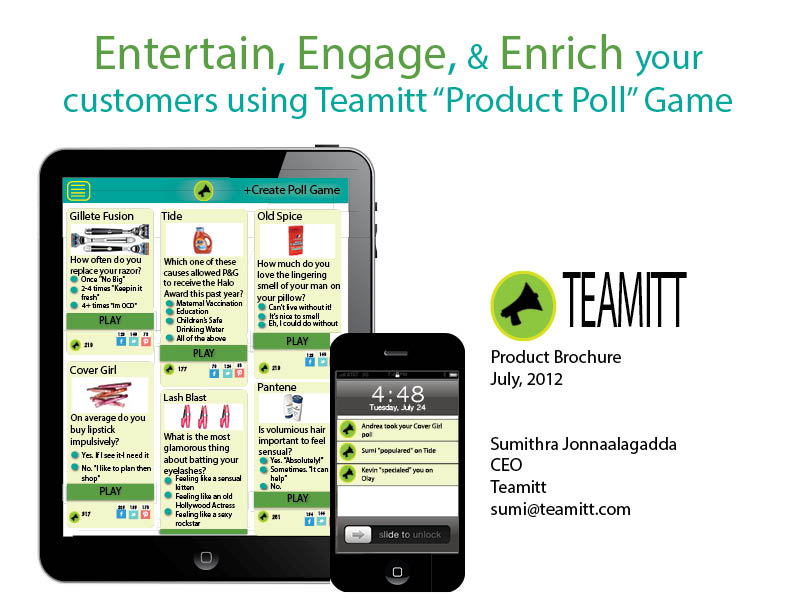 Entertain, Engage, & Enrich your
customers using Teamitt “Product Poll” Game
+Create Poll Game
Gillete Fusion
How often do you
replace your razor?
Once "No Big"
2-4 times "Keepin it
fresh"
4+ times "Im OCD"
PLAY
219
Cover Girl
On average do you
buy lipstick
impulsively?
Yes. If I see it-I need it
No. "I like to plan then
shop"
PLAY
317
Tide
Which one of these
causes allowed P&G
to receive the Halo
Award this past year?
Maternal Vaccination
Education
Children's Safe
Drinking Water
All of the above
PLAY
177
Lash Blast
What is the most
glamorous thing
about batting your
eyelashes?
Feeling like a sensual
kitten
Feeling like an old
Hollywood Actress
Feeling like a sexy
rockstar
Old Spice
How much do you
love the lingering
smell of your man on
your pillow?
Can't live without it!
It's nice to smell
Eh, I could do without
PLAY
219
Pantene
Is volumious hair
important to feel
sensual?
Yes. "Absolutely!"
Sometimes. "It can
help"
No.
PLAY
261
4:48
Tuesday, July 24
Andrea took your Cover Girl
poll
Sumi "populared" on Tide
Kevin "specialed" you on
Olay
slide to unlock
TEAMITT
Product Brochure
July, 2012
Sumithra Jonnaalagadda
CEO
Teamitt
sumi@teamitt.com